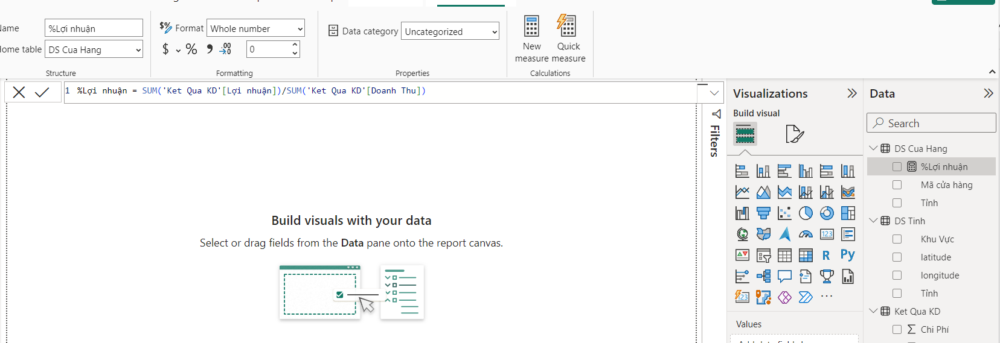 %Lợi nhuận
Format
Whole number
Data category
Uncategorized
New measure
Quick measure
ome table
DS Cua Hang
$ % .00 →0
0
Structure
Formatting
Properties
Calculations
1 %Lợi nhuận = SUM('Ket Qua KD'[Lợi nhuận])/SUM('Ket Qua KD'[Doanh Thu])
Build visuals with your data
Select or drag fields from the Data pane onto the report canvas.
Filters
Visualizations
Build visual
123
R
Py
123
...
Values
Data
Search
DS Cua Hang
%Lợi nhuận
Mã cửa hàng
Tỉnh
DS Tinh
Khu Vực
latitude
longitude
Tỉnh
Ket Qua KD
Chi Phí